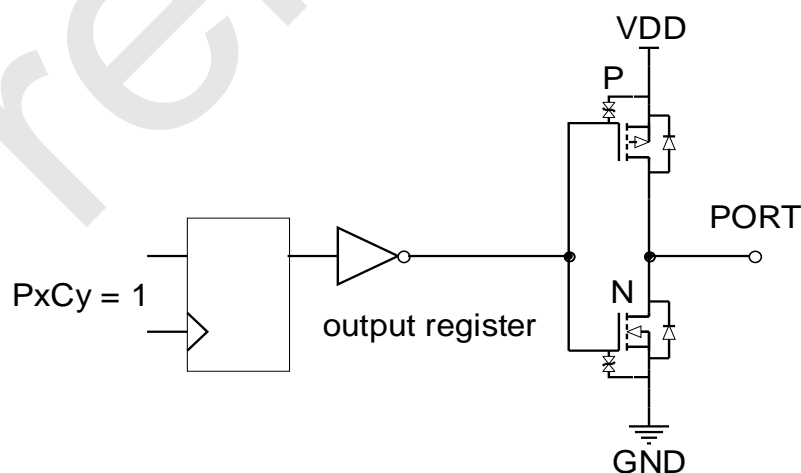 VDD
P
PORT
PxCy = 1
N
output register
GND